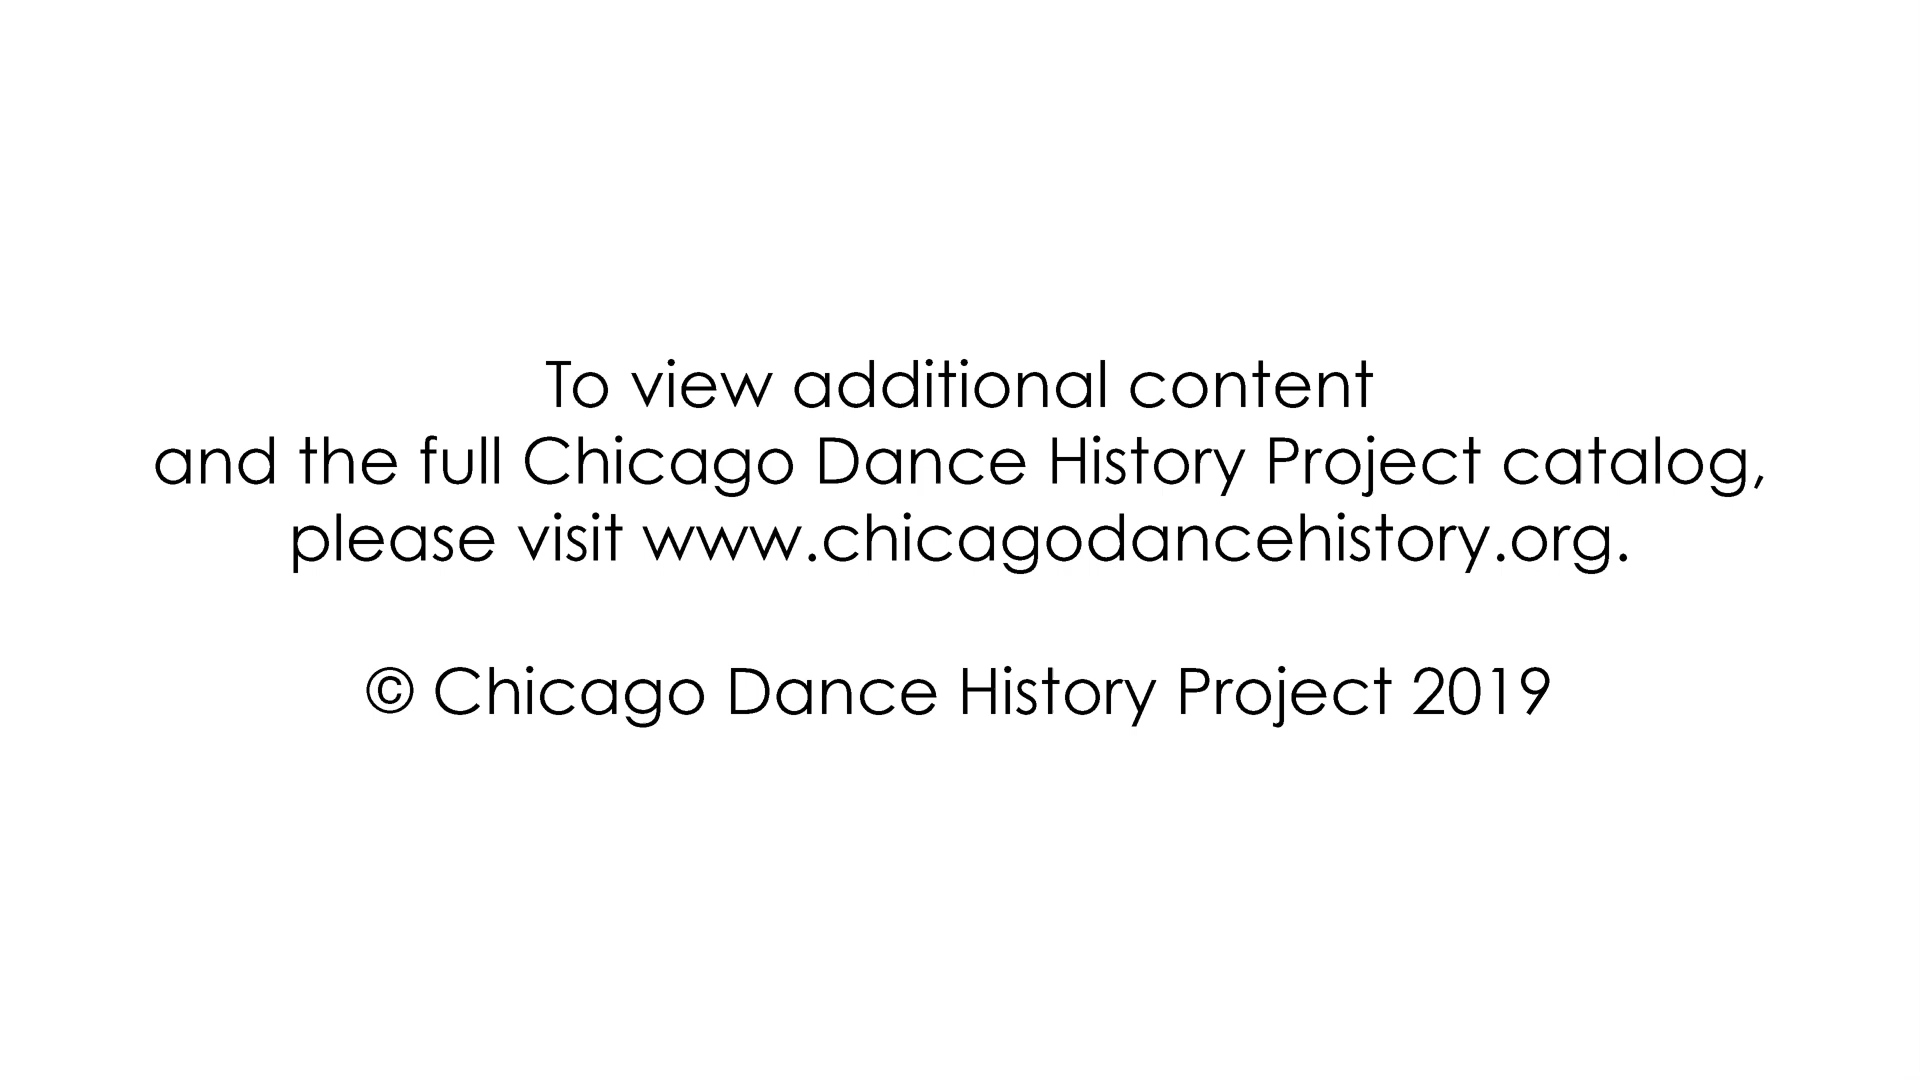 To view additional content
and the full Chicago Dance History Project catalog,
please visit www.chicagodancehistory.org.
© Chicago Dance History Project 2019